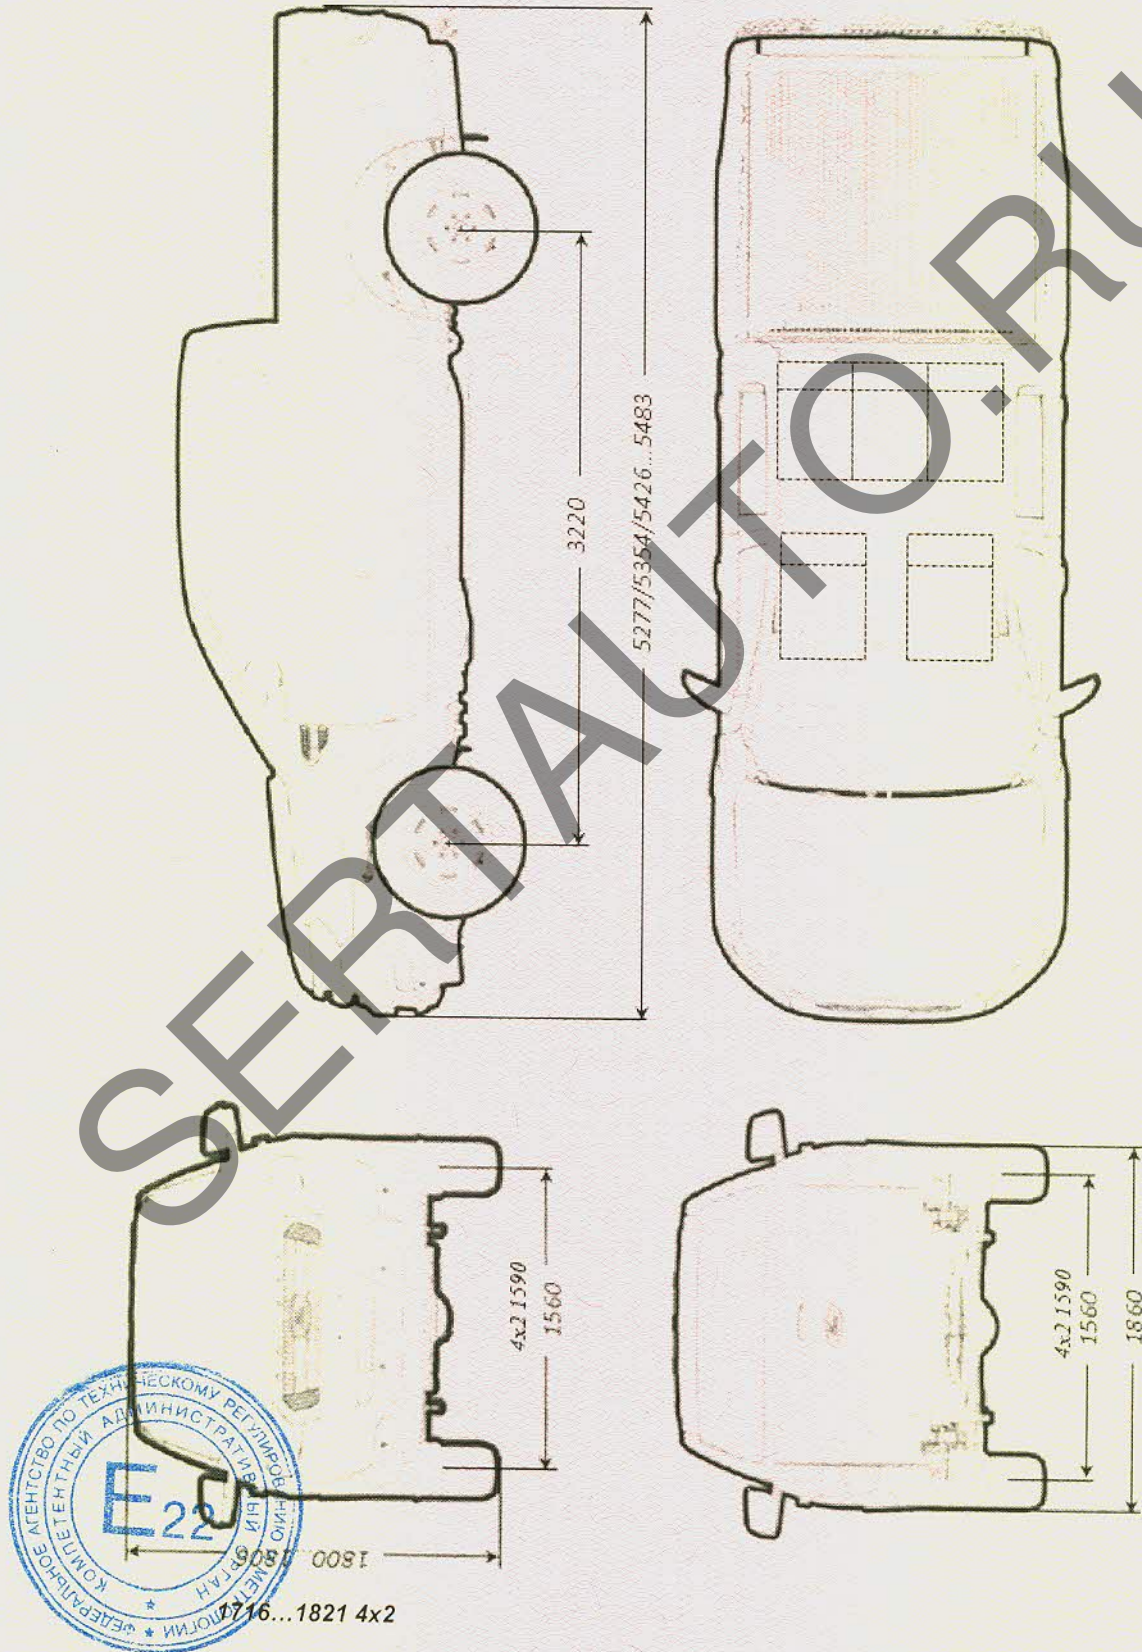 3220
5277/5354/5426...5483
SERTAUTO.RU
4x2 1590
1560
4x2 1590
1560
1860
1800
1806
1716...1821 4x2
ФЕДЕРАЛЬНОЕ АГЕНТСТВО ПО ТЕХНИЧЕСКОМУ РЕГУЛИРОВАНИЮ И МЕТРОЛОГИИ *
КОМПЕТЕНТНЫЙ АДМИНИСТРАТИВНЫЙ ОРГАН *
E22